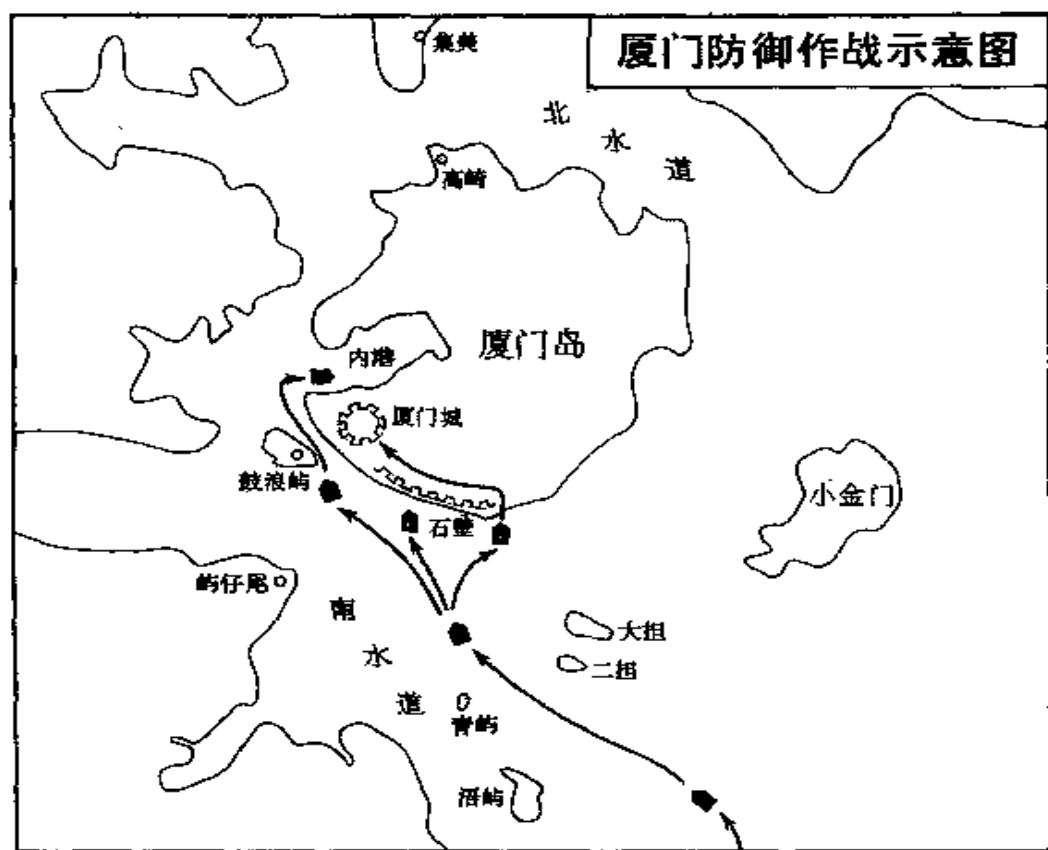 厦门防御作战示意图
集美
北水道
高崎
厦门岛
内港
厦门城
鼓浪屿
石壁
小金门
屿仔尾
南水道
大担
二担
青屿
浯屿